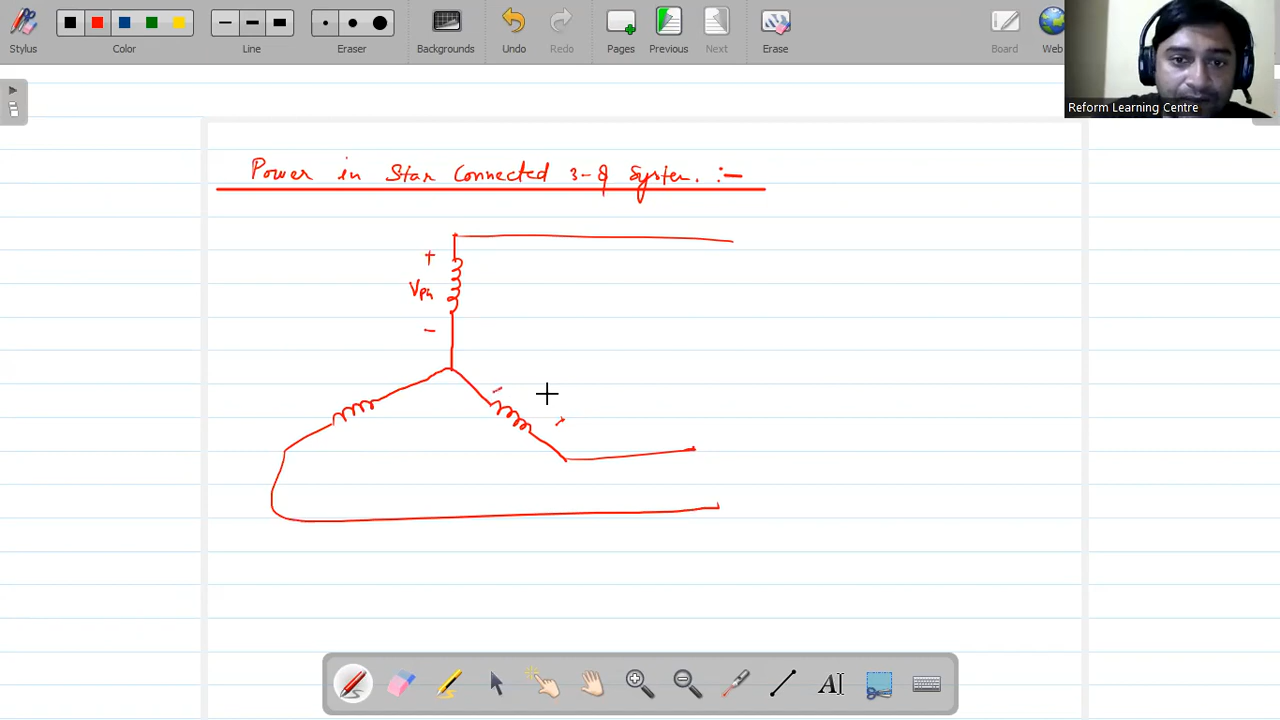 Stylus Color Line Eraser Backgrounds Undo Redo Pages Previous Next Erase Board Web
Reform Learning Centre
Power in Star Connected 3-φ System. :-
+
Vph
-
-
+
A